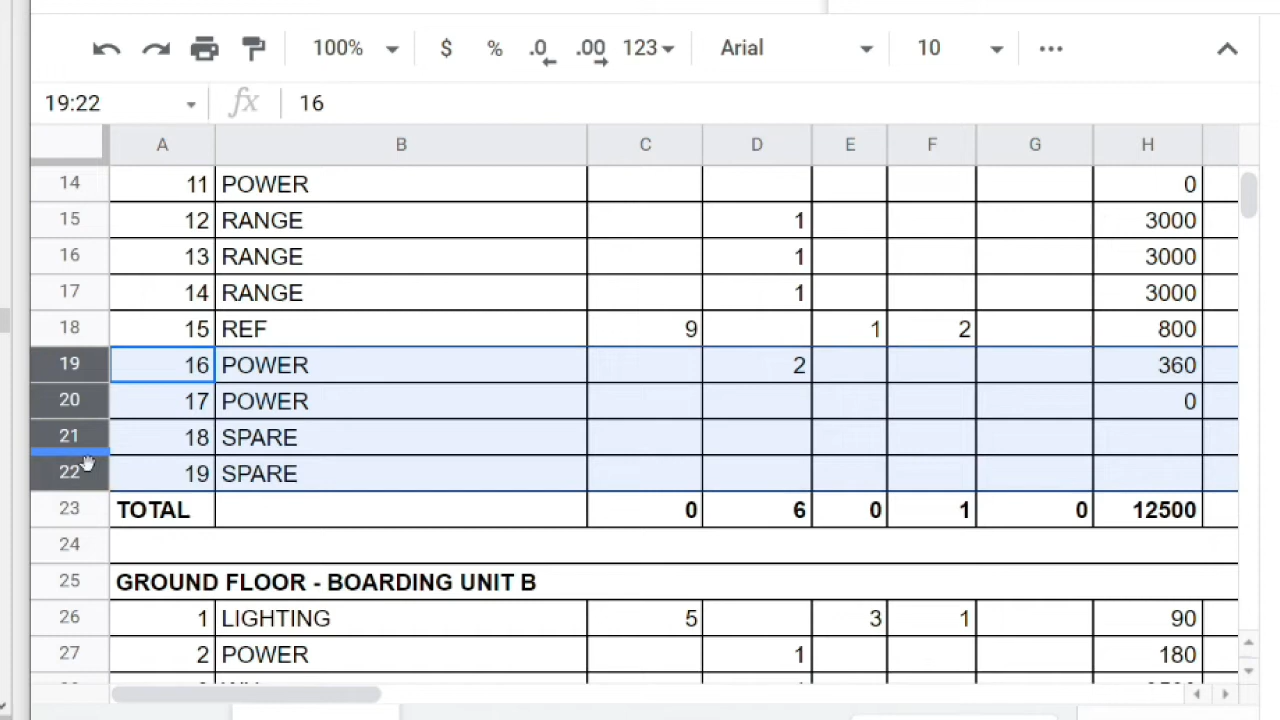 100% $ % .0 .00 123 Arial 10 ...
19:22 fx 16
A B C D E F G H
14 11 POWER 0
15 12 RANGE 1 3000
16 13 RANGE 1 3000
17 14 RANGE 1 3000
18 15 REF 9 1 2 800
19 16 POWER 2 360
20 17 POWER 0
21 18 SPARE
22 19 SPARE
23 TOTAL 0 6 0 1 0 12500
24
25 GROUND FLOOR - BOARDING UNIT B
26 1 LIGHTING 5 3 1 90
27 2 POWER 1 180